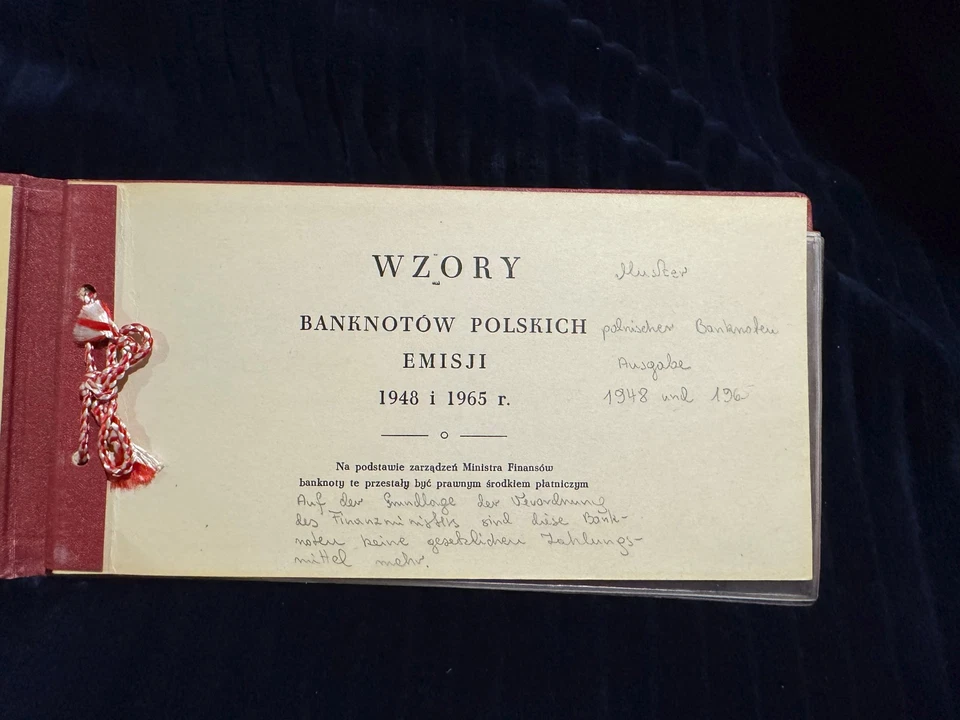 WZORY Muster
BANKNOTÓW POLSKICH polnischer Banknoten
EMISJI Ausgabe
1948 i 1965 r. 1948 und 196
Na podstawie zarządzeń Ministra Finansów
banknoty te przestały być prawnym środkiem płatniczym
Auf der Grundlage der Verordnung
des Finanzministers sind diese Bank-
noten keine gesetzlichen Zahlungs-
mittel mehr.